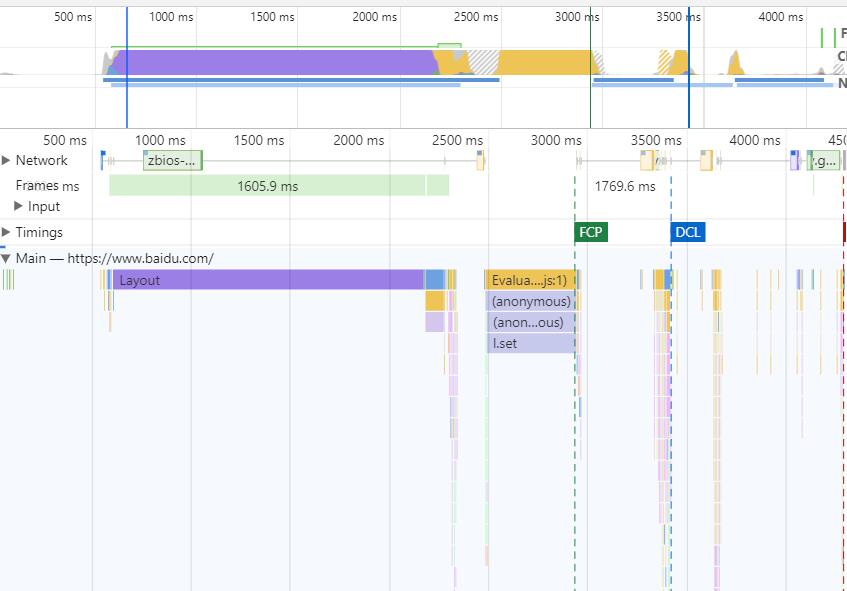 500 ms 1000 ms 1500 ms 2000 ms 2500 ms 3000 ms 3500 ms 4000 ms
F
N
500 ms 1000 ms 1500 ms 2000 ms 2500 ms 3000 ms 3500 ms 4000 ms 450
Network zbios-... .g...
Frames ms 1605.9 ms 1769.6 ms
Input
Timings FCP DCL
Main — https://www.baidu.com/
Layout Evalua....js:1)
(anonymous)
(anon...ous)
l.set